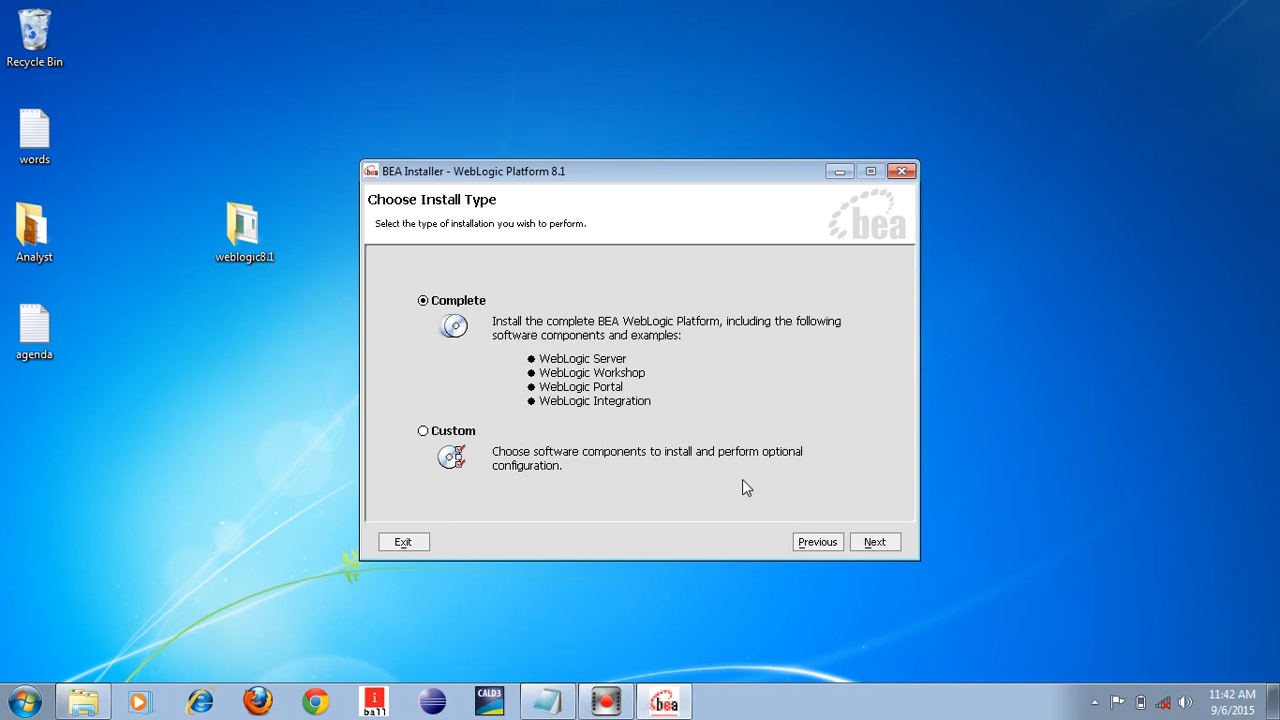 Recycle Bin
words
Analyst
agenda
weblogic8.1
bea
BEA Installer - WebLogic Platform 8.1
Choose Install Type
Select the type of installation you wish to perform.
bea
Complete
Install the complete BEA WebLogic Platform, including the following
software components and examples:
WebLogic Server
WebLogic Workshop
WebLogic Portal
WebLogic Integration
Custom
Choose software components to install and perform optional
configuration.
Exit
Previous
Next
i
ball
CALD3
bea
11:42 AM
9/6/2015